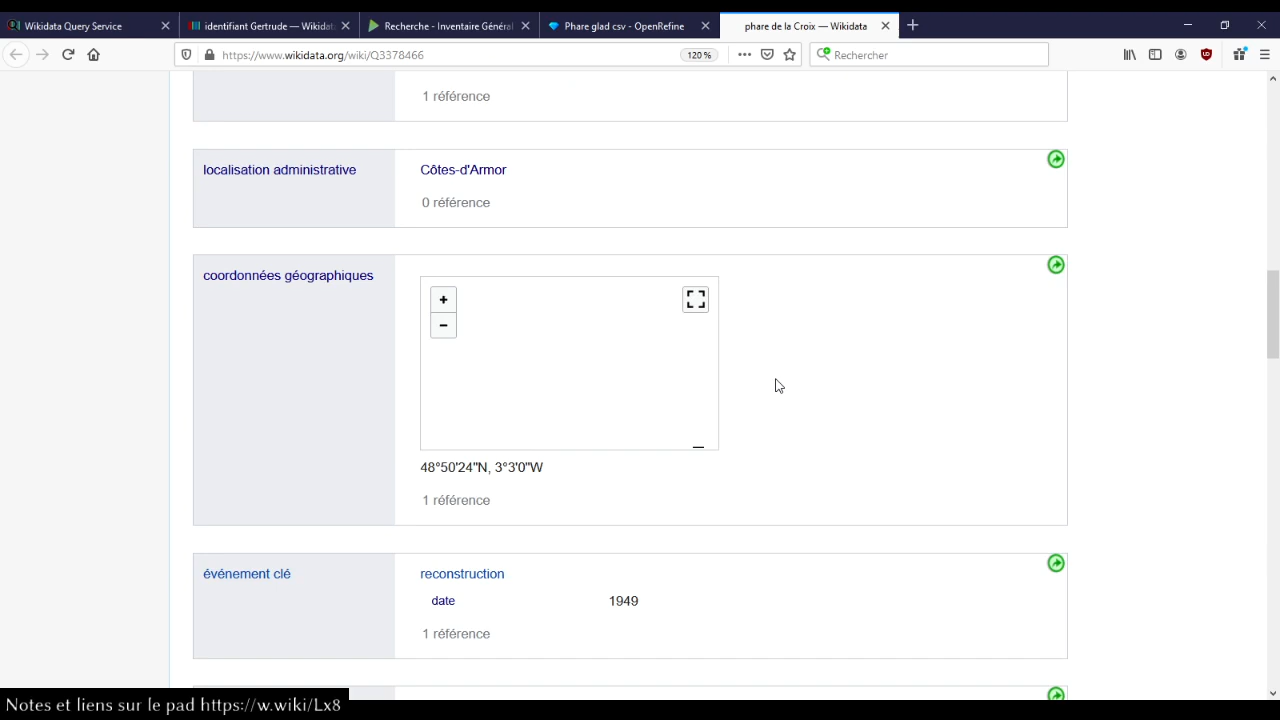 Wikidata Query Service
identifiant Gertrude — Wikidat
Recherche - Inventaire Général
Phare glad csv - OpenRefine
phare de la Croix — Wikidata
https://www.wikidata.org/wiki/Q3378466
120 %
Rechercher
1 référence
localisation administrative
Côtes-d'Armor
0 référence
coordonnées géographiques
+
−
48°50'24"N, 3°3'0"W
1 référence
événement clé
reconstruction
date
1949
1 référence
Notes et liens sur le pad https://w.wiki/Lx8